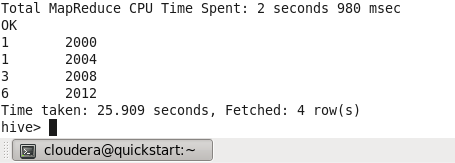 Total MapReduce CPU Time Spent: 2 seconds 980 msec
OK
1 2000
1 2004
3 2008
6 2012
Time taken: 25.909 seconds, Fetched: 4 row(s)
hive>
cloudera@quickstart:~